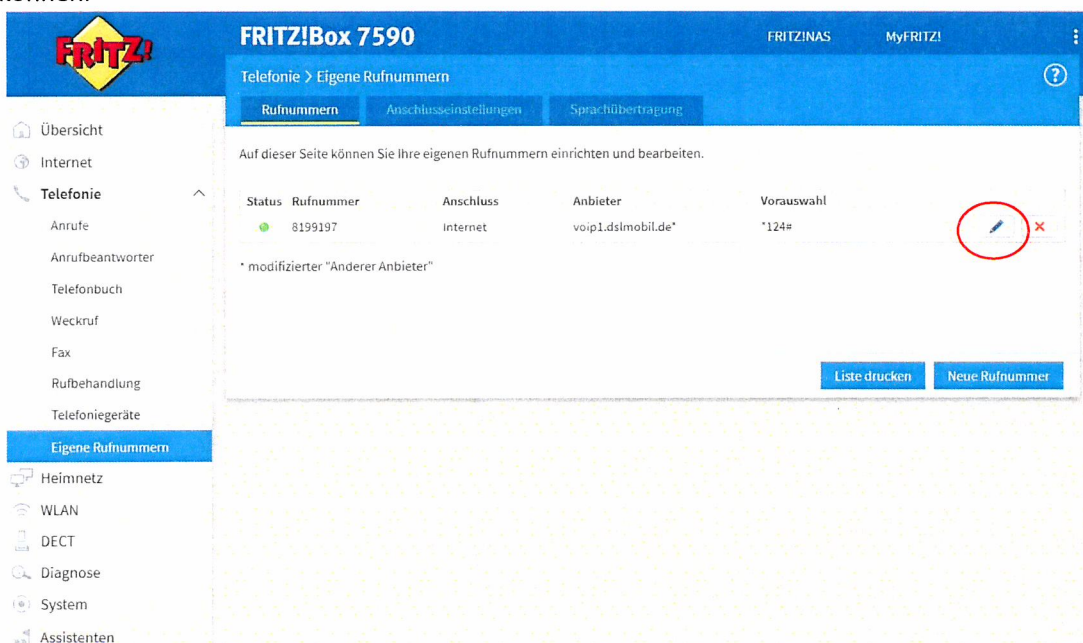 können.
FRITZ!
FRITZ!Box 7590
FRITZ!NAS
MyFRITZ!
Telefonie > Eigene Rufnummern
?
Rufnummern
Anschlusseinstellungen
Sprachübertragung
Übersicht
Internet
Telefonie
Anrufe
Anrufbeantworter
Telefonbuch
Weckruf
Fax
Rufbehandlung
Telefoniegeräte
Eigene Rufnummern
Heimnetz
WLAN
DECT
Diagnose
System
Assistenten
Auf dieser Seite können Sie Ihre eigenen Rufnummern einrichten und bearbeiten.
Status Rufnummer Anschluss Anbieter Vorauswahl
8199197 Internet voip1.dslmobil.de* *124#
* modifizierter "Anderer Anbieter"
Liste drucken
Neue Rufnummer